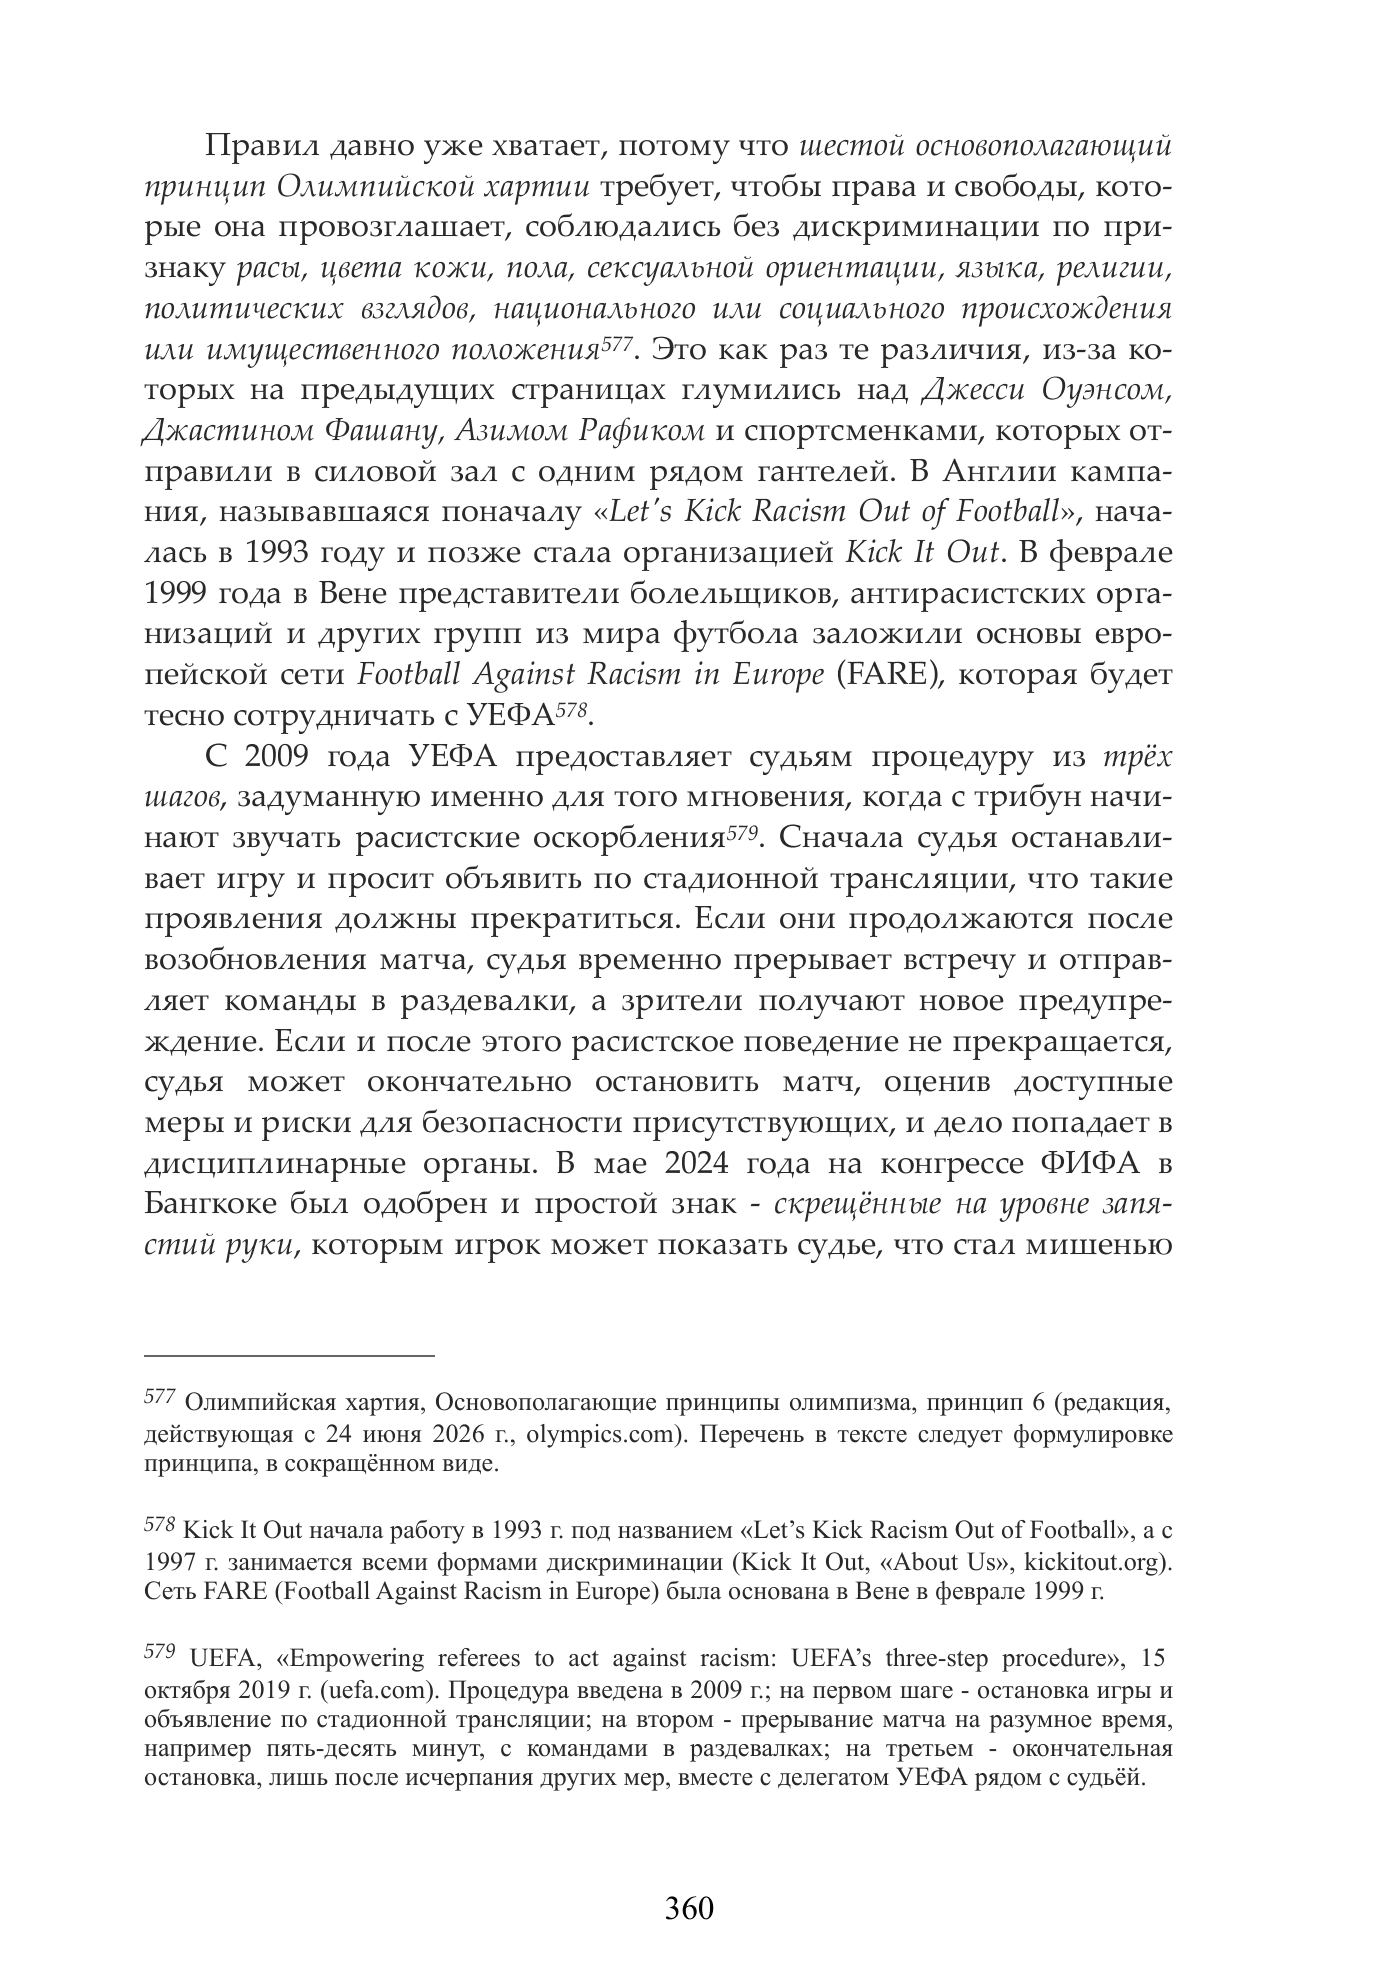 Правил давно уже хватает, потому что шестой основополагающий
принцип Олимпийской хартии требует, чтобы права и свободы, кото-
рые она провозглашает, соблюдались без дискриминации по при-
знаку расы, цвета кожи, пола, сексуальной ориентации, языка, религии,
политических взглядов, национального или социального происхождения
или имущественного положения577. Это как раз те различия, из-за ко-
торых на предыдущих страницах глумились над Джесси Оуэнсом,
Джастином Фашану, Азимом Рафиком и спортсменками, которых от-
правили в силовой зал с одним рядом гантелей. В Англии кампа-
ния, называвшаяся поначалу «Let's Kick Racism Out of Football», нача-
лась в 1993 году и позже стала организацией Kick It Out. В феврале
1999 года в Вене представители болельщиков, антирасистских орга-
низаций и других групп из мира футбола заложили основы евро-
пейской сети Football Against Racism in Europe (FARE), которая будет
тесно сотрудничать с УЕФА578.
С 2009 года УЕФА предоставляет судьям процедуру из трёх
шагов, задуманную именно для того мгновения, когда с трибун начи-
нают звучать расистские оскорбления579. Сначала судья останавли-
вает игру и просит объявить по стадионной трансляции, что такие
проявления должны прекратиться. Если они продолжаются после
возобновления матча, судья временно прерывает встречу и отправ-
ляет команды в раздевалки, а зрители получают новое предупре-
ждение. Если и после этого расистское поведение не прекращается,
судья может окончательно остановить матч, оценив доступные
меры и риски для безопасности присутствующих, и дело попадает в
дисциплинарные органы. В мае 2024 года на конгрессе ФИФА в
Бангкоке был одобрен и простой знак - скрещённые на уровне запя-
стий руки, которым игрок может показать судье, что стал мишенью
577 Олимпийская хартия, Основополагающие принципы олимпизма, принцип 6 (редакция,
действующая с 24 июня 2026 г., olympics.com). Перечень в тексте следует формулировке
принципа, в сокращённом виде.
578 Kick It Out начала работу в 1993 г. под названием «Let’s Kick Racism Out of Football», а с
1997 г. занимается всеми формами дискриминации (Kick It Out, «About Us», kickitout.org).
Сеть FARE (Football Against Racism in Europe) была основана в Вене в феврале 1999 г.
579 UEFA, «Empowering referees to act against racism: UEFA’s three-step procedure», 15
октября 2019 г. (uefa.com). Процедура введена в 2009 г.; на первом шаге - остановка игры и
объявление по стадионной трансляции; на втором - прерывание матча на разумное время,
например пять-десять минут, с командами в раздевалках; на третьем - окончательная
остановка, лишь после исчерпания других мер, вместе с делегатом УЕФА рядом с судьёй.
360